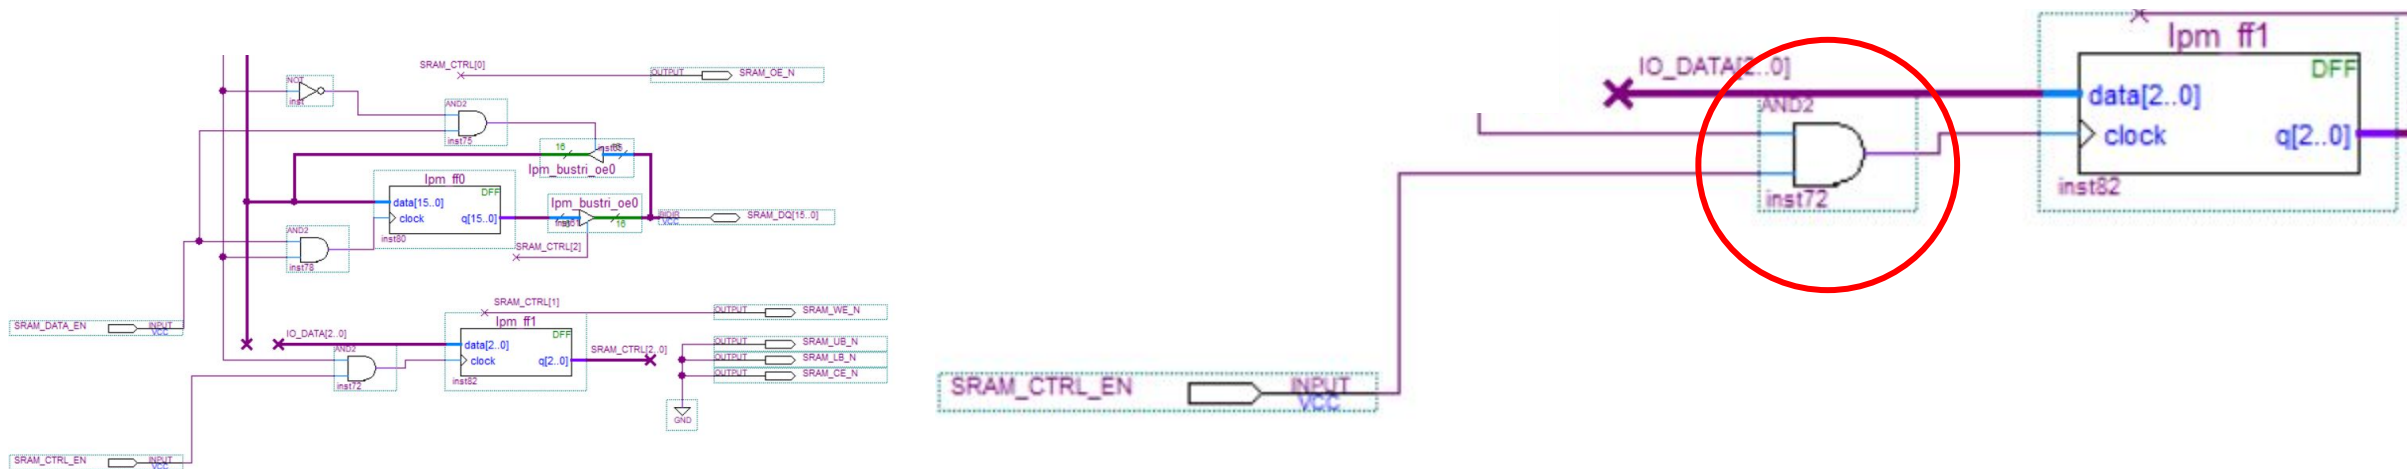 SRAM_CTRL[0]
OUTPUT
SRAM_OE_N
NOT
inst
AND2
inst75
16
lpm_bustri_oe0
lpm_ff0
DFF
data[15..0]
clock
q[15..0]
inst80
lpm_bustri_oe0
16
BIDIR
VCC
SRAM_DQ[15..0]
AND2
inst78
SRAM_CTRL[2]
SRAM_DATA_EN
INPUT
VCC
SRAM_CTRL[1]
OUTPUT
SRAM_WE_N
lpm_ff1
DFF
IO_DATA[2..0]
data[2..0]
clock
q[2..0]
inst82
SRAM_CTRL[2..0]
AND2
inst72
OUTPUT
SRAM_UB_N
OUTPUT
SRAM_LB_N
OUTPUT
SRAM_CE_N
GND
SRAM_CTRL_EN
INPUT
VCC
lpm_ff1
DFF
IO_DATA[2..0]
data[2..0]
clock
q[2..0]
inst82
AND2
inst72
SRAM_CTRL_EN
INPUT
VCC